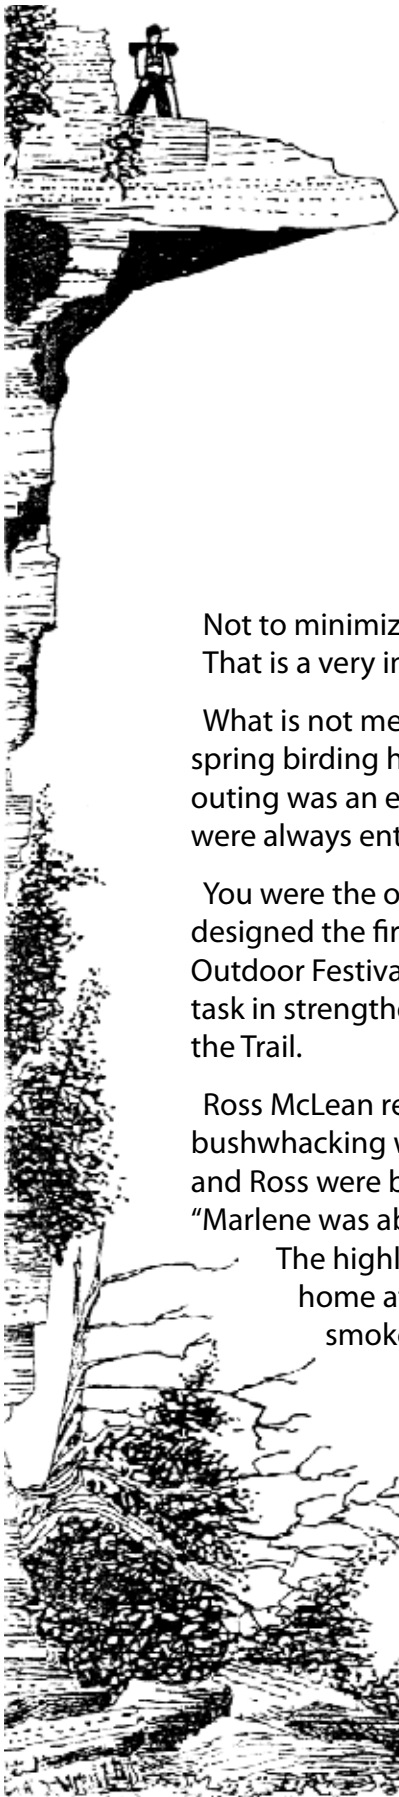 Not to minimiz
That is a very i
What is not me
spring birding h
outing was an e
were always ent
You were the o
designed the fir
Outdoor Festiva
task in strengthe
the Trail.
Ross McLean re
bushwhacking
and Ross were b
“Marlene was ab
The highl
home a
smoke